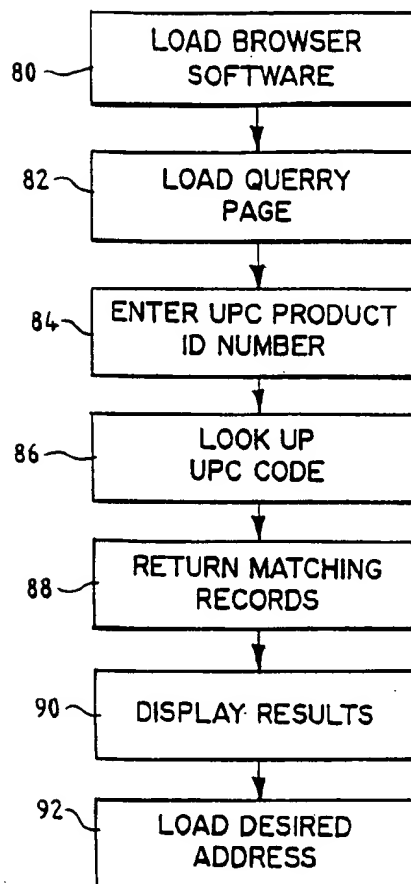 80
LOAD BROWSER
SOFTWARE
82
LOAD QUERRY
PAGE
84
ENTER UPC PRODUCT
ID NUMBER
86
LOOK UP
UPC CODE
88
RETURN MATCHING
RECORDS
90
DISPLAY RESULTS
92
LOAD DESIRED
ADDRESS